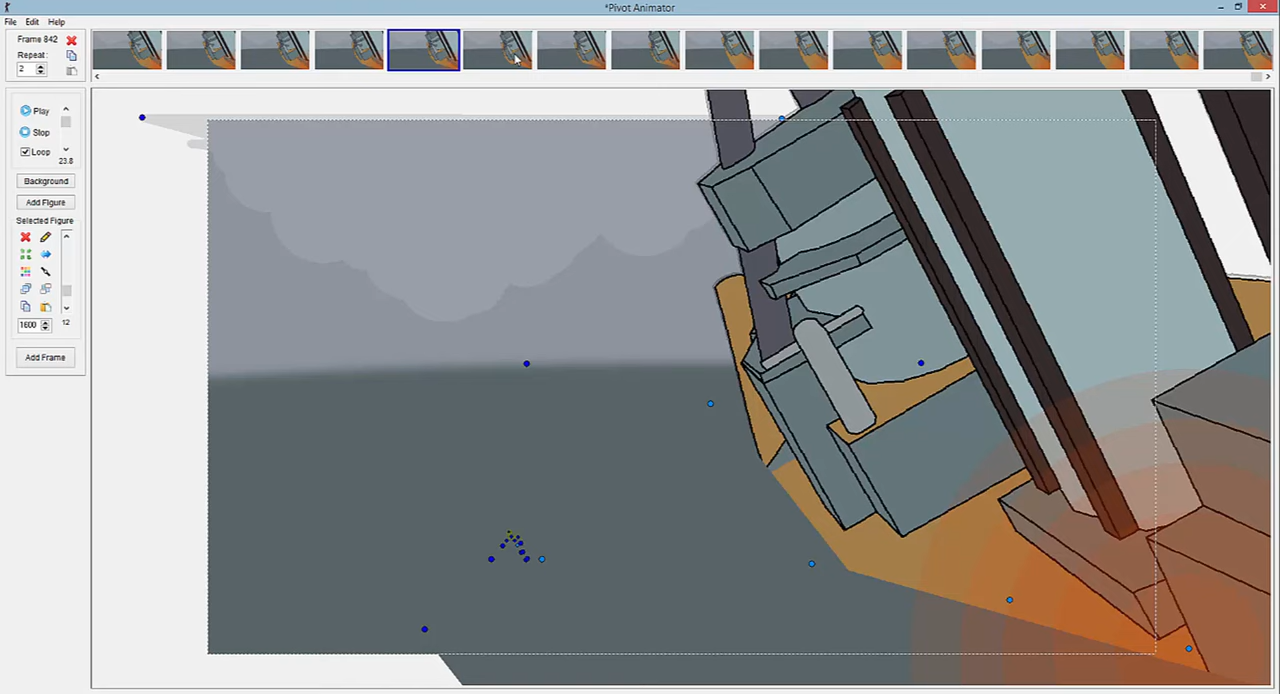 *Pivot Animator
File Edit Help
Frame 842
Repeat:
2
Play
Stop
Loop
23.8
Background
Add Figure
Selected Figure
1600
12
Add Frame